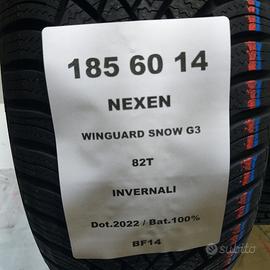 185 60 14
NEXEN
WINGUARD SNOW G3
82T
INVERNALI
Dot.2022 / Bat.100%
BF14
subito